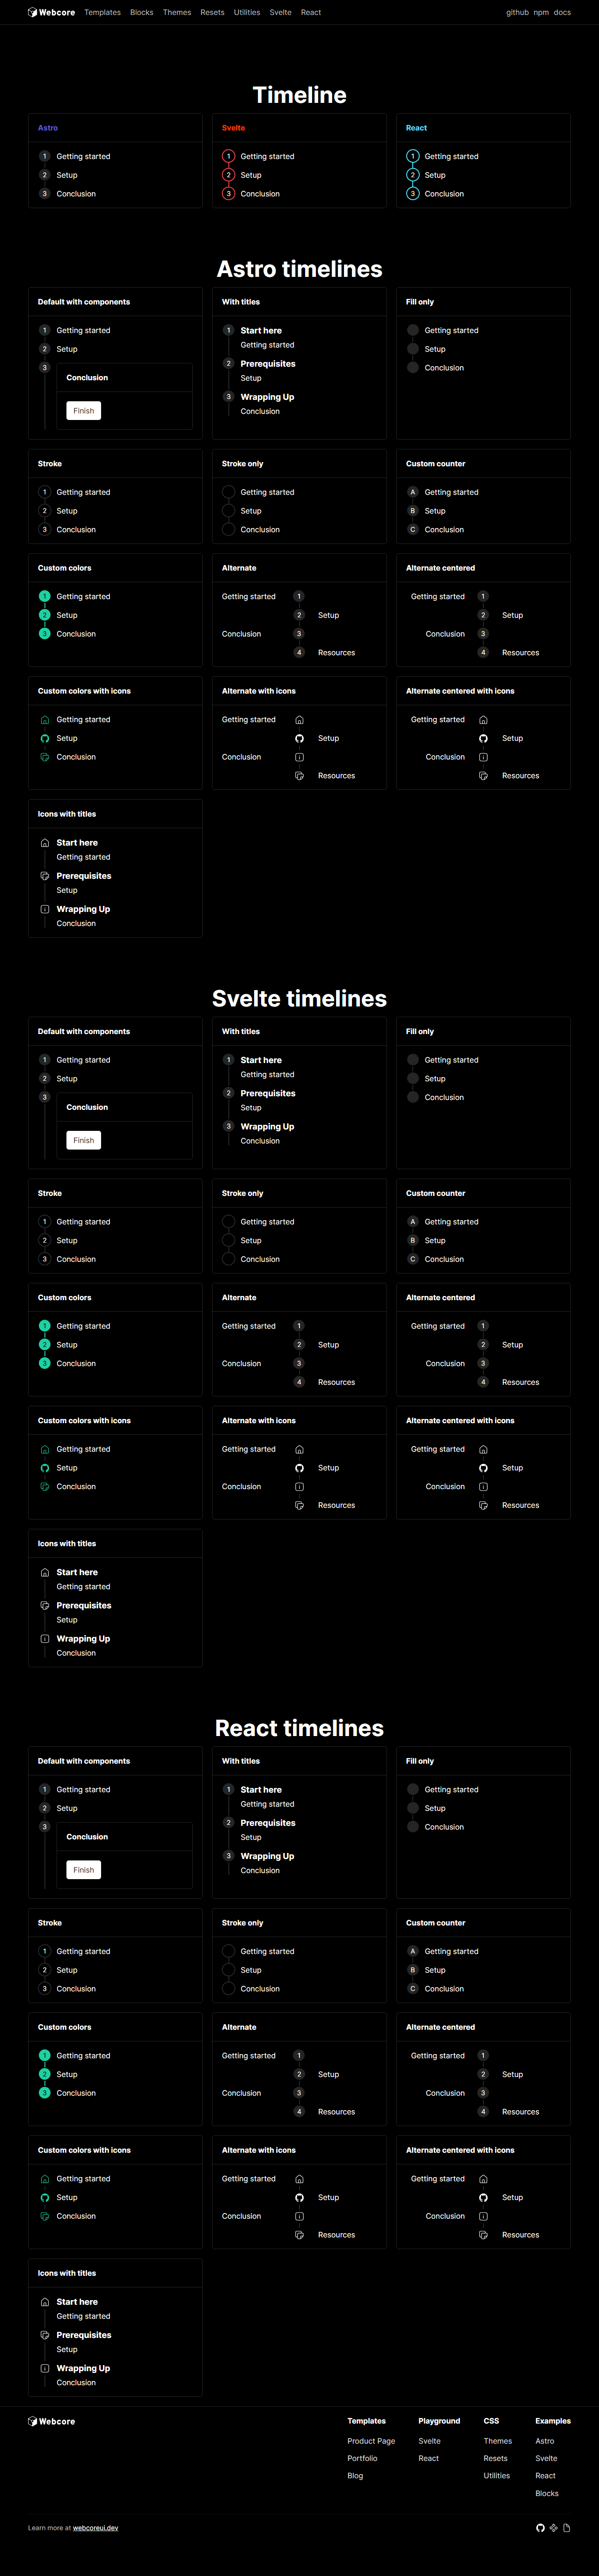 Webcore Templates Blocks Themes Resets Utilities Svelte React github npm docs
Timeline
Astro
1 Getting started
2 Setup
3 Conclusion
Svelte
1 Getting started
2 Setup
3 Conclusion
React
1 Getting started
2 Setup
3 Conclusion
Astro timelines
Default with components
1 Getting started
2 Setup
3
Conclusion
Finish
With titles
1 Start here
Getting started
2 Prerequisites
Setup
3 Wrapping Up
Conclusion
Fill only
Getting started
Setup
Conclusion
Stroke
1 Getting started
2 Setup
3 Conclusion
Stroke only
Getting started
Setup
Conclusion
Custom counter
A Getting started
B Setup
C Conclusion
Custom colors
1 Getting started
2 Setup
3 Conclusion
Alternate
Getting started 1
2 Setup
Conclusion 3
4 Resources
Alternate centered
Getting started 1
2 Setup
Conclusion 3
4 Resources
Custom colors with icons
Getting started
Setup
Conclusion
Alternate with icons
Getting started
Setup
Conclusion
Resources
Alternate centered with icons
Getting started
Setup
Conclusion
Resources
Icons with titles
Start here
Getting started
Prerequisites
Setup
Wrapping Up
Conclusion
Svelte timelines
Default with components
1 Getting started
2 Setup
3
Conclusion
Finish
With titles
1 Start here
Getting started
2 Prerequisites
Setup
3 Wrapping Up
Conclusion
Fill only
Getting started
Setup
Conclusion
Stroke
1 Getting started
2 Setup
3 Conclusion
Stroke only
Getting started
Setup
Conclusion
Custom counter
A Getting started
B Setup
C Conclusion
Custom colors
1 Getting started
2 Setup
3 Conclusion
Alternate
Getting started 1
2 Setup
Conclusion 3
4 Resources
Alternate centered
Getting started 1
2 Setup
Conclusion 3
4 Resources
Custom colors with icons
Getting started
Setup
Conclusion
Alternate with icons
Getting started
Setup
Conclusion
Resources
Alternate centered with icons
Getting started
Setup
Conclusion
Resources
Icons with titles
Start here
Getting started
Prerequisites
Setup
Wrapping Up
Conclusion
React timelines
Default with components
1 Getting started
2 Setup
3
Conclusion
Finish
With titles
1 Start here
Getting started
2 Prerequisites
Setup
3 Wrapping Up
Conclusion
Fill only
Getting started
Setup
Conclusion
Stroke
1 Getting started
2 Setup
3 Conclusion
Stroke only
Getting started
Setup
Conclusion
Custom counter
A Getting started
B Setup
C Conclusion
Custom colors
1 Getting started
2 Setup
3 Conclusion
Alternate
Getting started 1
2 Setup
Conclusion 3
4 Resources
Alternate centered
Getting started 1
2 Setup
Conclusion 3
4 Resources
Custom colors with icons
Getting started
Setup
Conclusion
Alternate with icons
Getting started
Setup
Conclusion
Resources
Alternate centered with icons
Getting started
Setup
Conclusion
Resources
Icons with titles
Start here
Getting started
Prerequisites
Setup
Wrapping Up
Conclusion
Webcore
Templates
Product Page
Portfolio
Blog
Playground
Svelte
React
CSS
Themes
Resets
Utilities
Examples
Astro
Svelte
React
Blocks
Learn more at webcoreui.dev